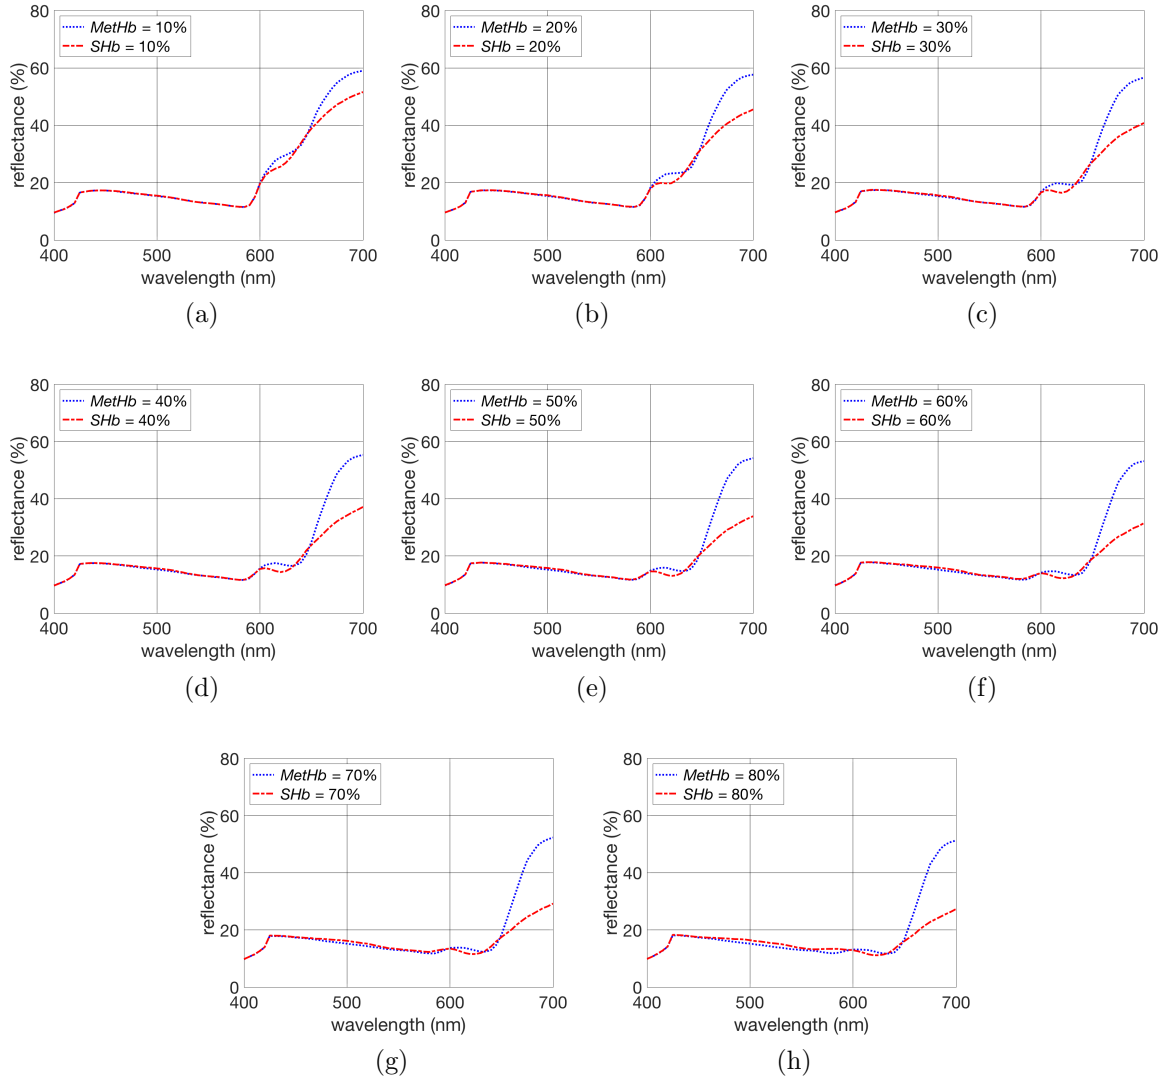 80
60
40
20
0
reflectance (%)
MetHb = 10%
SHb = 10%
400 500 600 700
wavelength (nm)
(a)
80
60
40
20
0
reflectance (%)
MetHb = 20%
SHb = 20%
400 500 600 700
wavelength (nm)
(b)
80
60
40
20
0
reflectance (%)
MetHb = 30%
SHb = 30%
400 500 600 700
wavelength (nm)
(c)
80
60
40
20
0
reflectance (%)
MetHb = 40%
SHb = 40%
400 500 600 700
wavelength (nm)
(d)
80
60
40
20
0
reflectance (%)
MetHb = 50%
SHb = 50%
400 500 600 700
wavelength (nm)
(e)
80
60
40
20
0
reflectance (%)
MetHb = 60%
SHb = 60%
400 500 600 700
wavelength (nm)
(f)
80
60
40
20
0
reflectance (%)
MetHb = 70%
SHb = 70%
400 500 600 700
wavelength (nm)
(g)
80
60
40
20
0
reflectance (%)
MetHb = 80%
SHb = 80%
400 500 600 700
wavelength (nm)
(h)